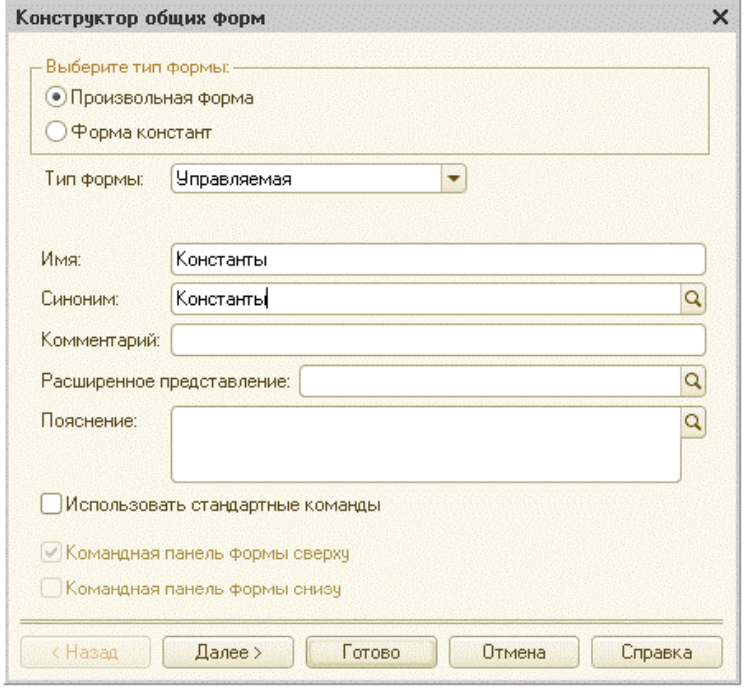 Конструктор общих форм
Выберите тип формы:
Произвольная форма
Форма констант
Тип формы: Управляемая
Имя: Константы
Синоним: Константы
Комментарий:
Расширенное представление:
Пояснение:
Использовать стандартные команды
Командная панель формы сверху
Командная панель формы снизу
< Назад Далее > Готово Отмена Справка